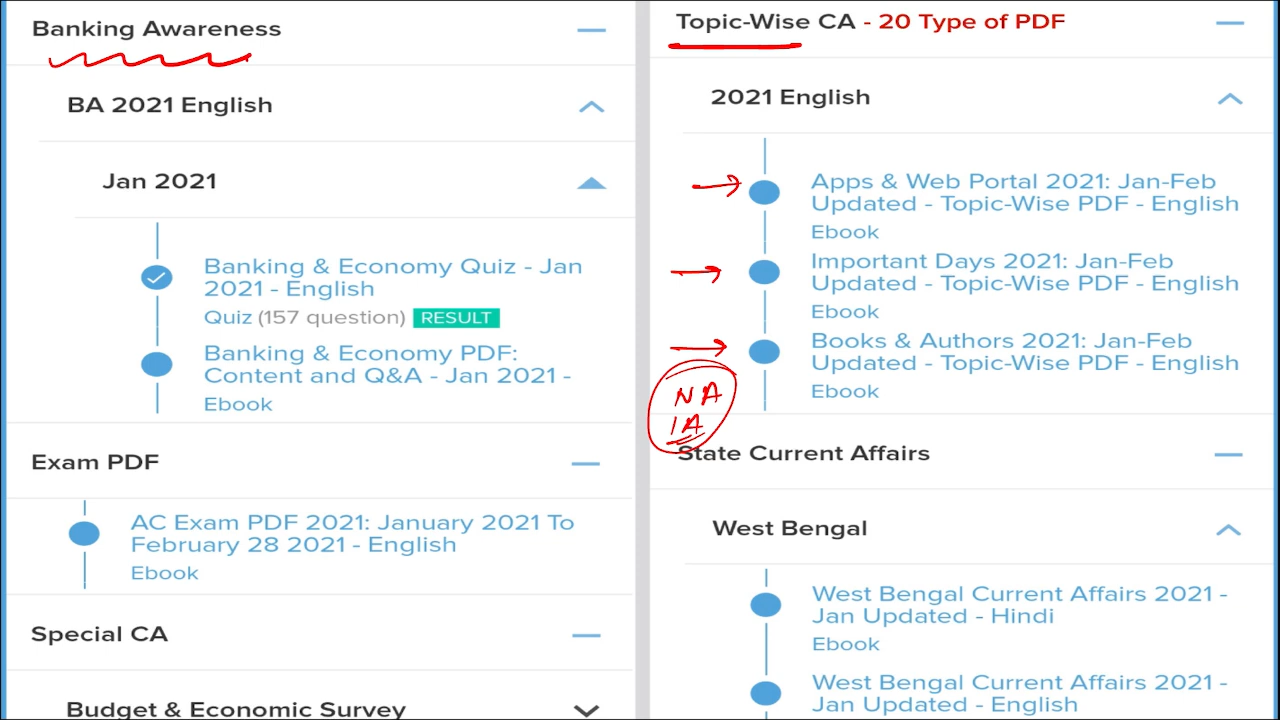 Banking Awareness
BA 2021 English
Jan 2021
Banking & Economy Quiz - Jan
2021 - English
Quiz (157 question) RESULT
Banking & Economy PDF:
Content and Q&A - Jan 2021 -
Ebook
Exam PDF
AC Exam PDF 2021: January 2021 To
February 28 2021 - English
Ebook
Special CA
Budget & Economic Survey
Topic-Wise CA - 20 Type of PDF
2021 English
Apps & Web Portal 2021: Jan-Feb
Updated - Topic-Wise PDF - English
Ebook
Important Days 2021: Jan-Feb
Updated - Topic-Wise PDF - English
Ebook
Books & Authors 2021: Jan-Feb
Updated - Topic-Wise PDF - English
Ebook
NA
IA
State Current Affairs
West Bengal
West Bengal Current Affairs 2021 -
Jan Updated - Hindi
Ebook
West Bengal Current Affairs 2021 -
Jan Updated - English